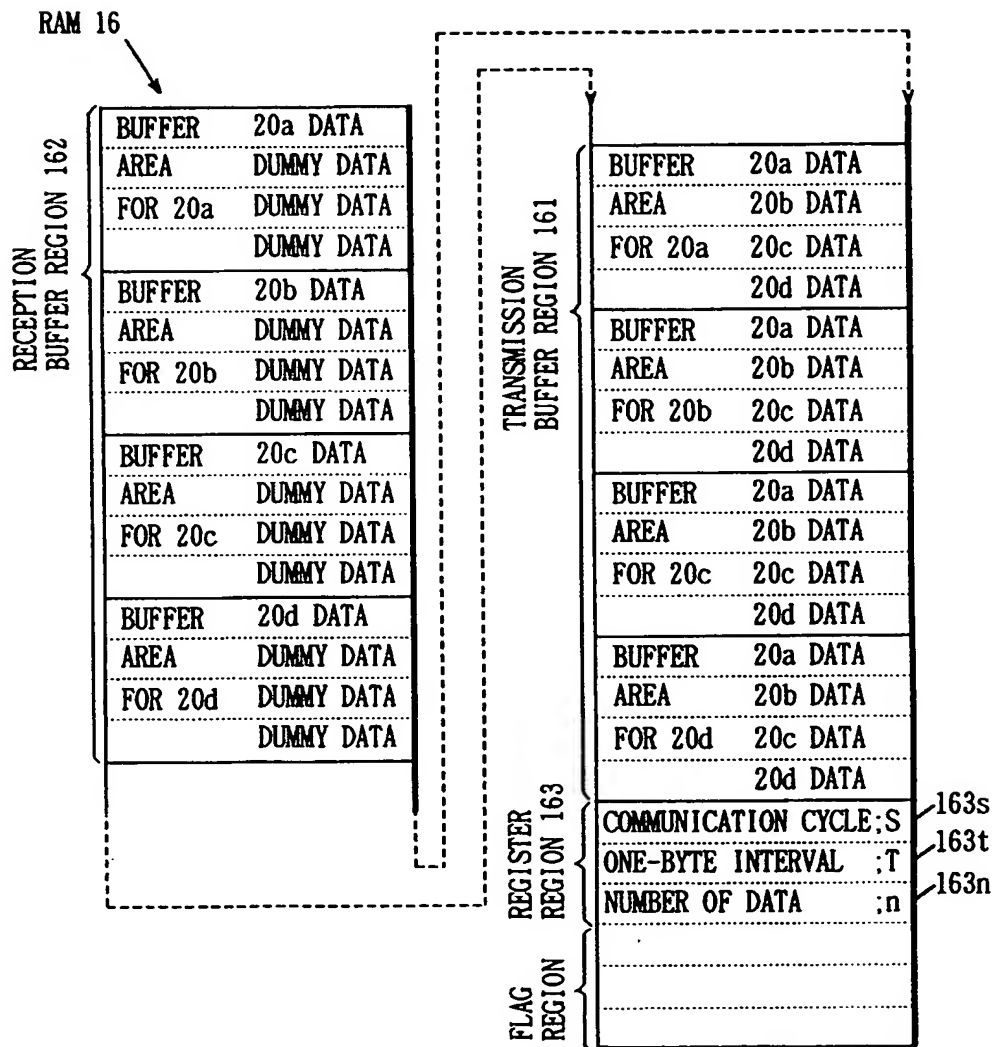 RAM 16
RECEPTION
BUFFER REGION 162
BUFFER 20a DATA
AREA DUMMY DATA
FOR 20a DUMMY DATA
DUMMY DATA
BUFFER 20b DATA
AREA DUMMY DATA
FOR 20b DUMMY DATA
DUMMY DATA
BUFFER 20c DATA
AREA DUMMY DATA
FOR 20c DUMMY DATA
DUMMY DATA
BUFFER 20d DATA
AREA DUMMY DATA
FOR 20d DUMMY DATA
DUMMY DATA
TRANSMISSION
BUFFER REGION 161
BUFFER 20a DATA
AREA 20b DATA
FOR 20a 20c DATA
20d DATA
BUFFER 20a DATA
AREA 20b DATA
FOR 20b 20c DATA
20d DATA
BUFFER 20a DATA
AREA 20b DATA
FOR 20c 20c DATA
20d DATA
BUFFER 20a DATA
AREA 20b DATA
FOR 20d 20c DATA
20d DATA
REGISTER
REGION 163
COMMUNICATION CYCLE;S 163s
ONE-BYTE INTERVAL ;T 163t
NUMBER OF DATA ;n 163n
FLAG
REGION